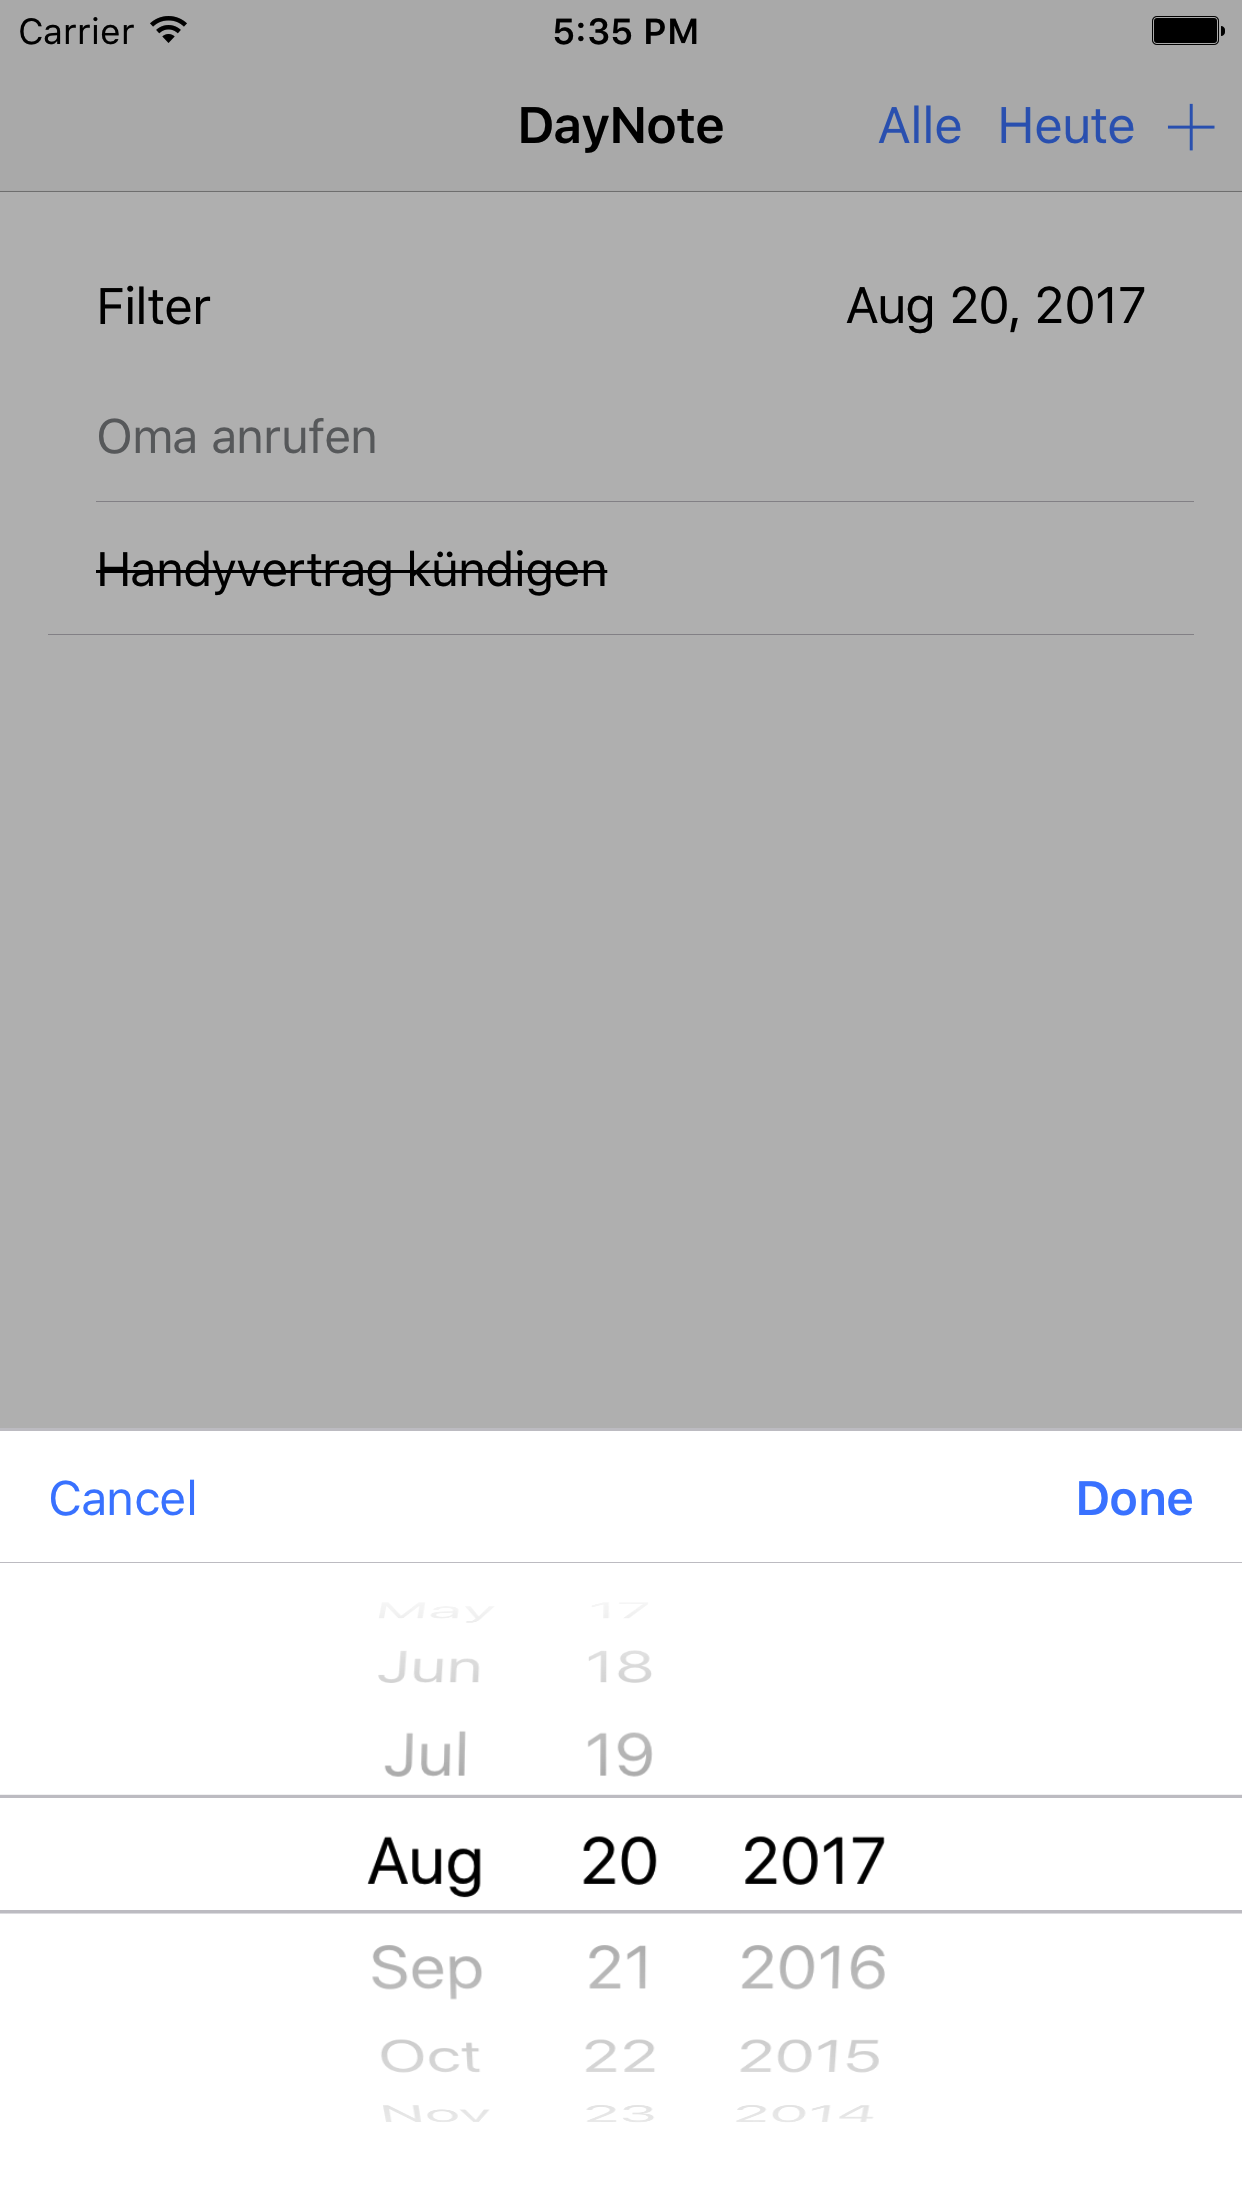 Carrier 5:35 PM
DayNote Alle Heute +
Filter Aug 20, 2017
Oma anrufen
Handyvertrag kündigen
Cancel Done
May 17
Jun 18
Jul 19
Aug 20 2017
Sep 21 2016
Oct 22 2015
Nov 23 2014